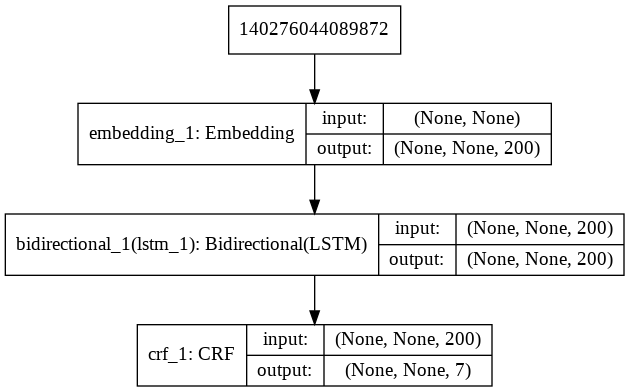 140276044089872
embedding_1: Embedding
input:
(None, None)
output:
(None, None, 200)
bidirectional_1(lstm_1): Bidirectional(LSTM)
input:
(None, None, 200)
output:
(None, None, 200)
crf_1: CRF
input:
(None, None, 200)
output:
(None, None, 7)